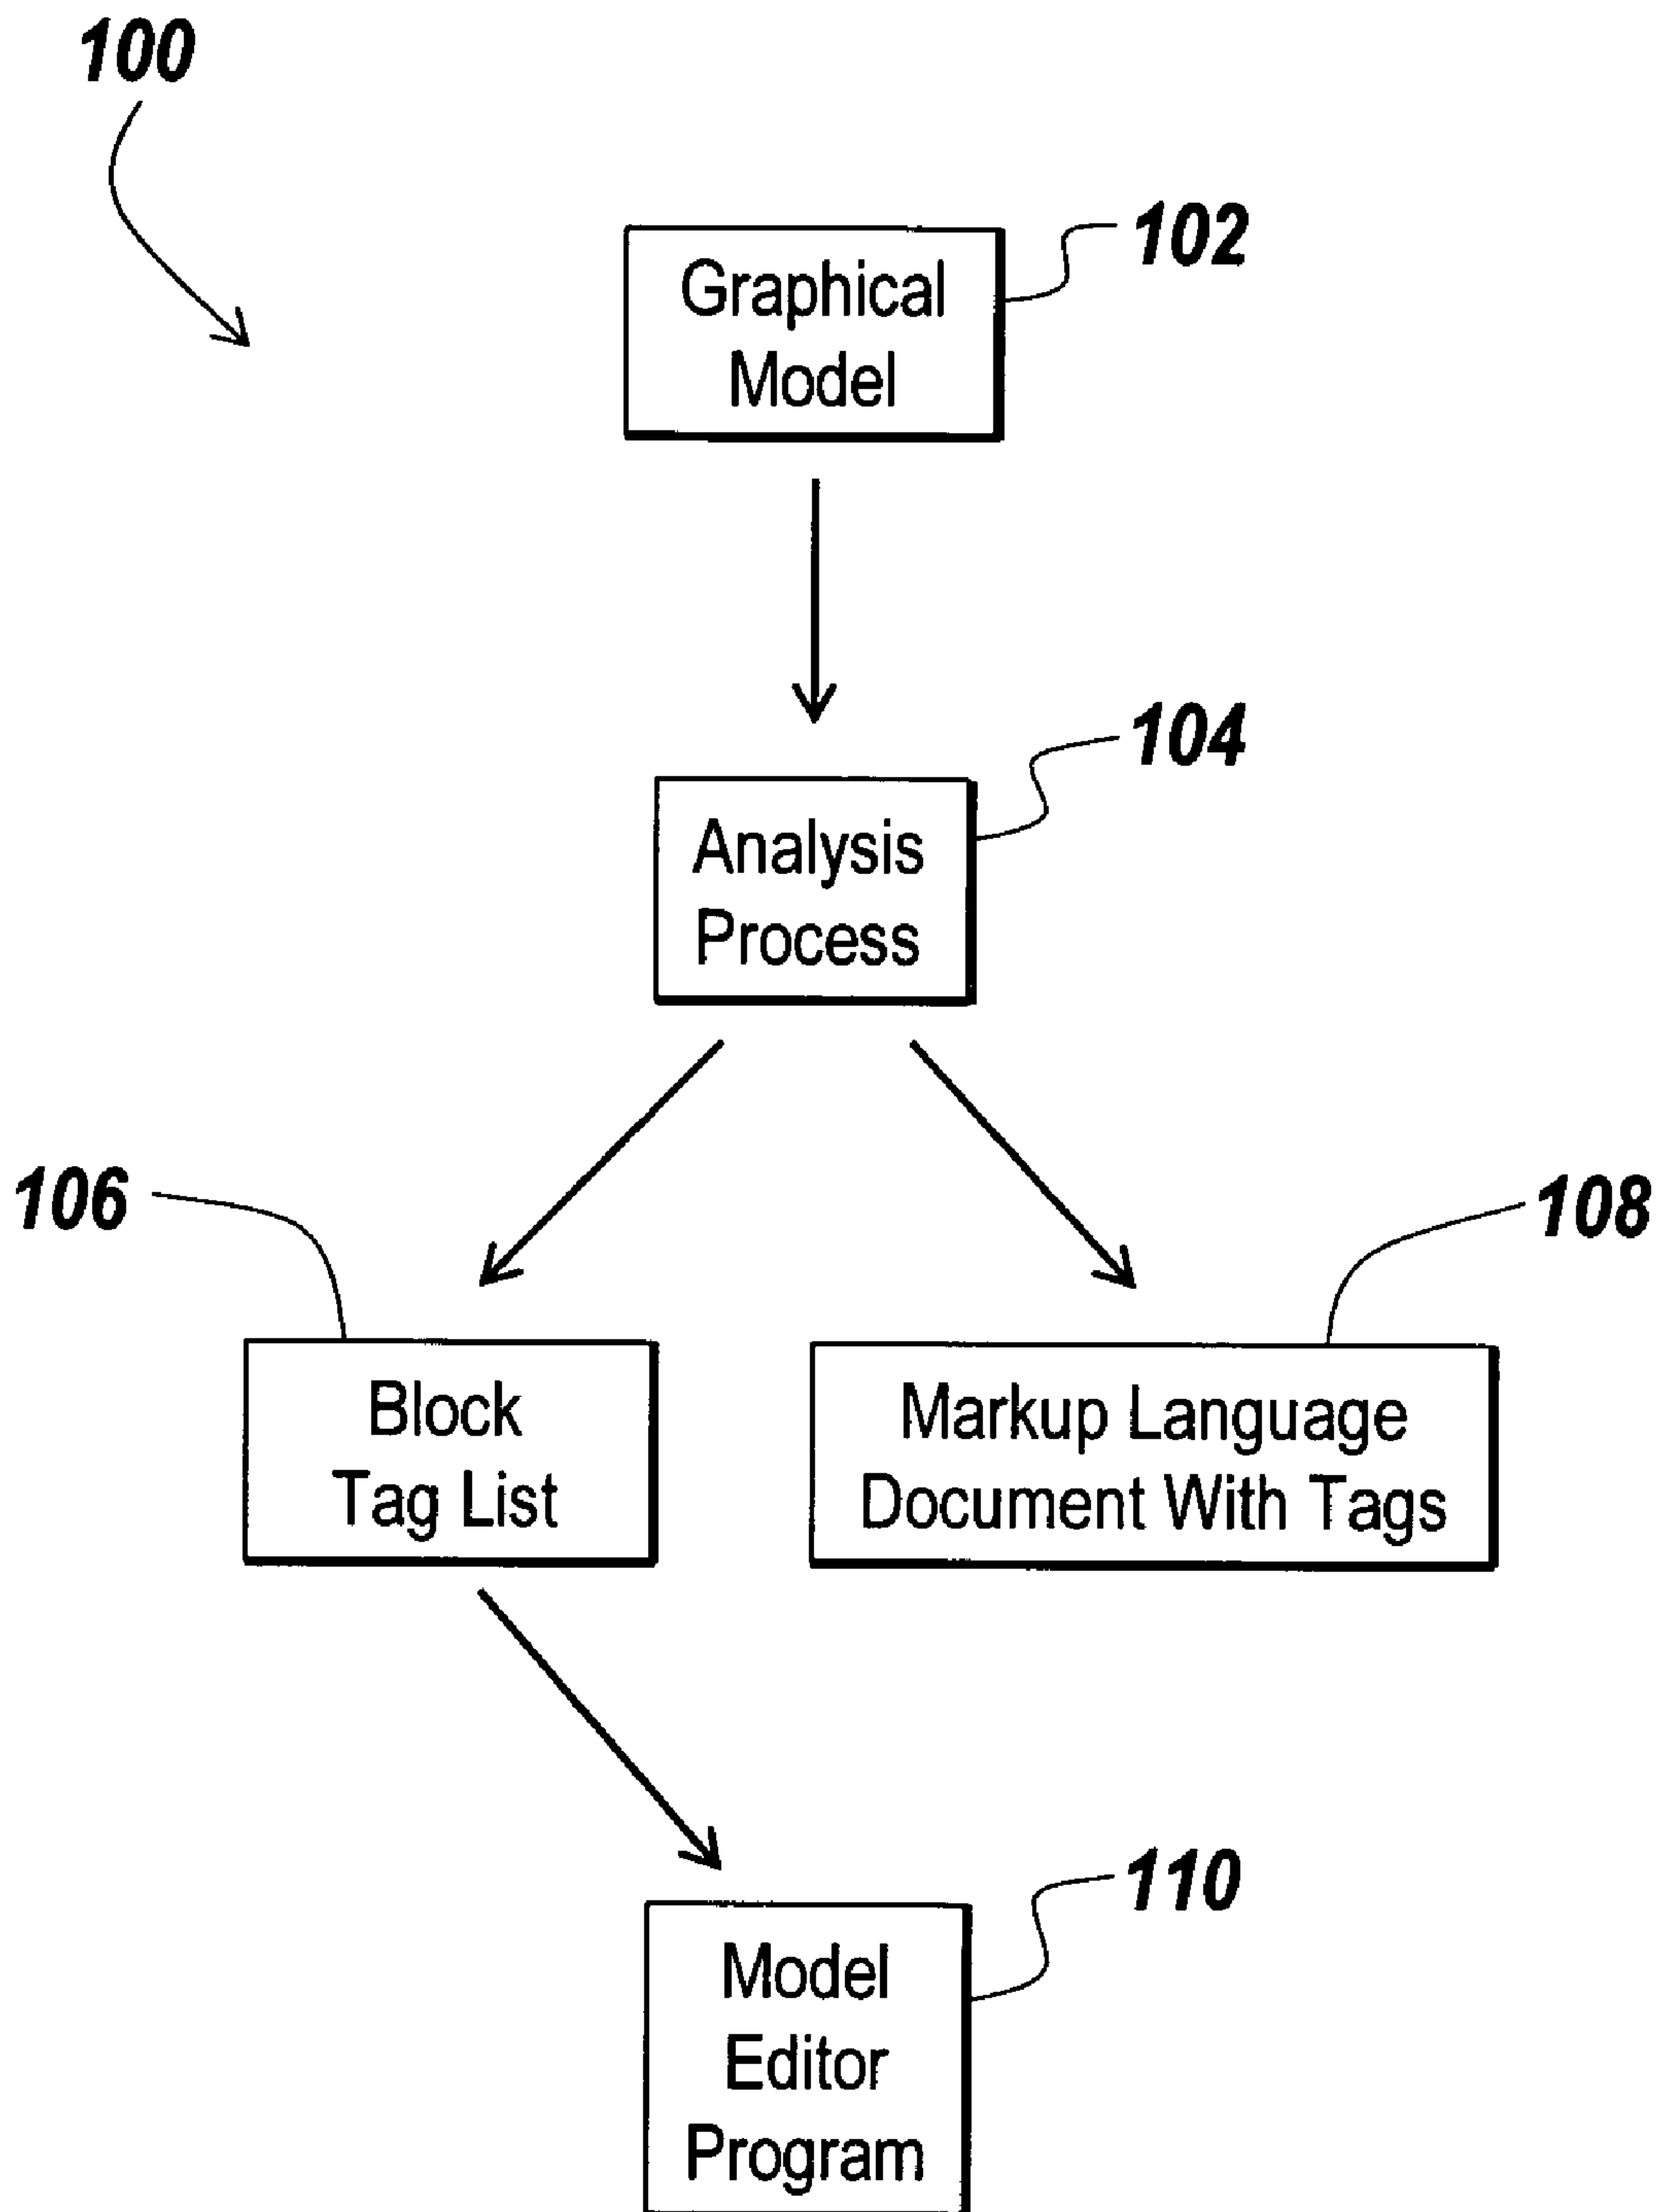 100
102
Graphical
Model
104
Analysis
Process
106
108
Block
Tag List
Markup Language
Document With Tags
110
Model
Editor
Program